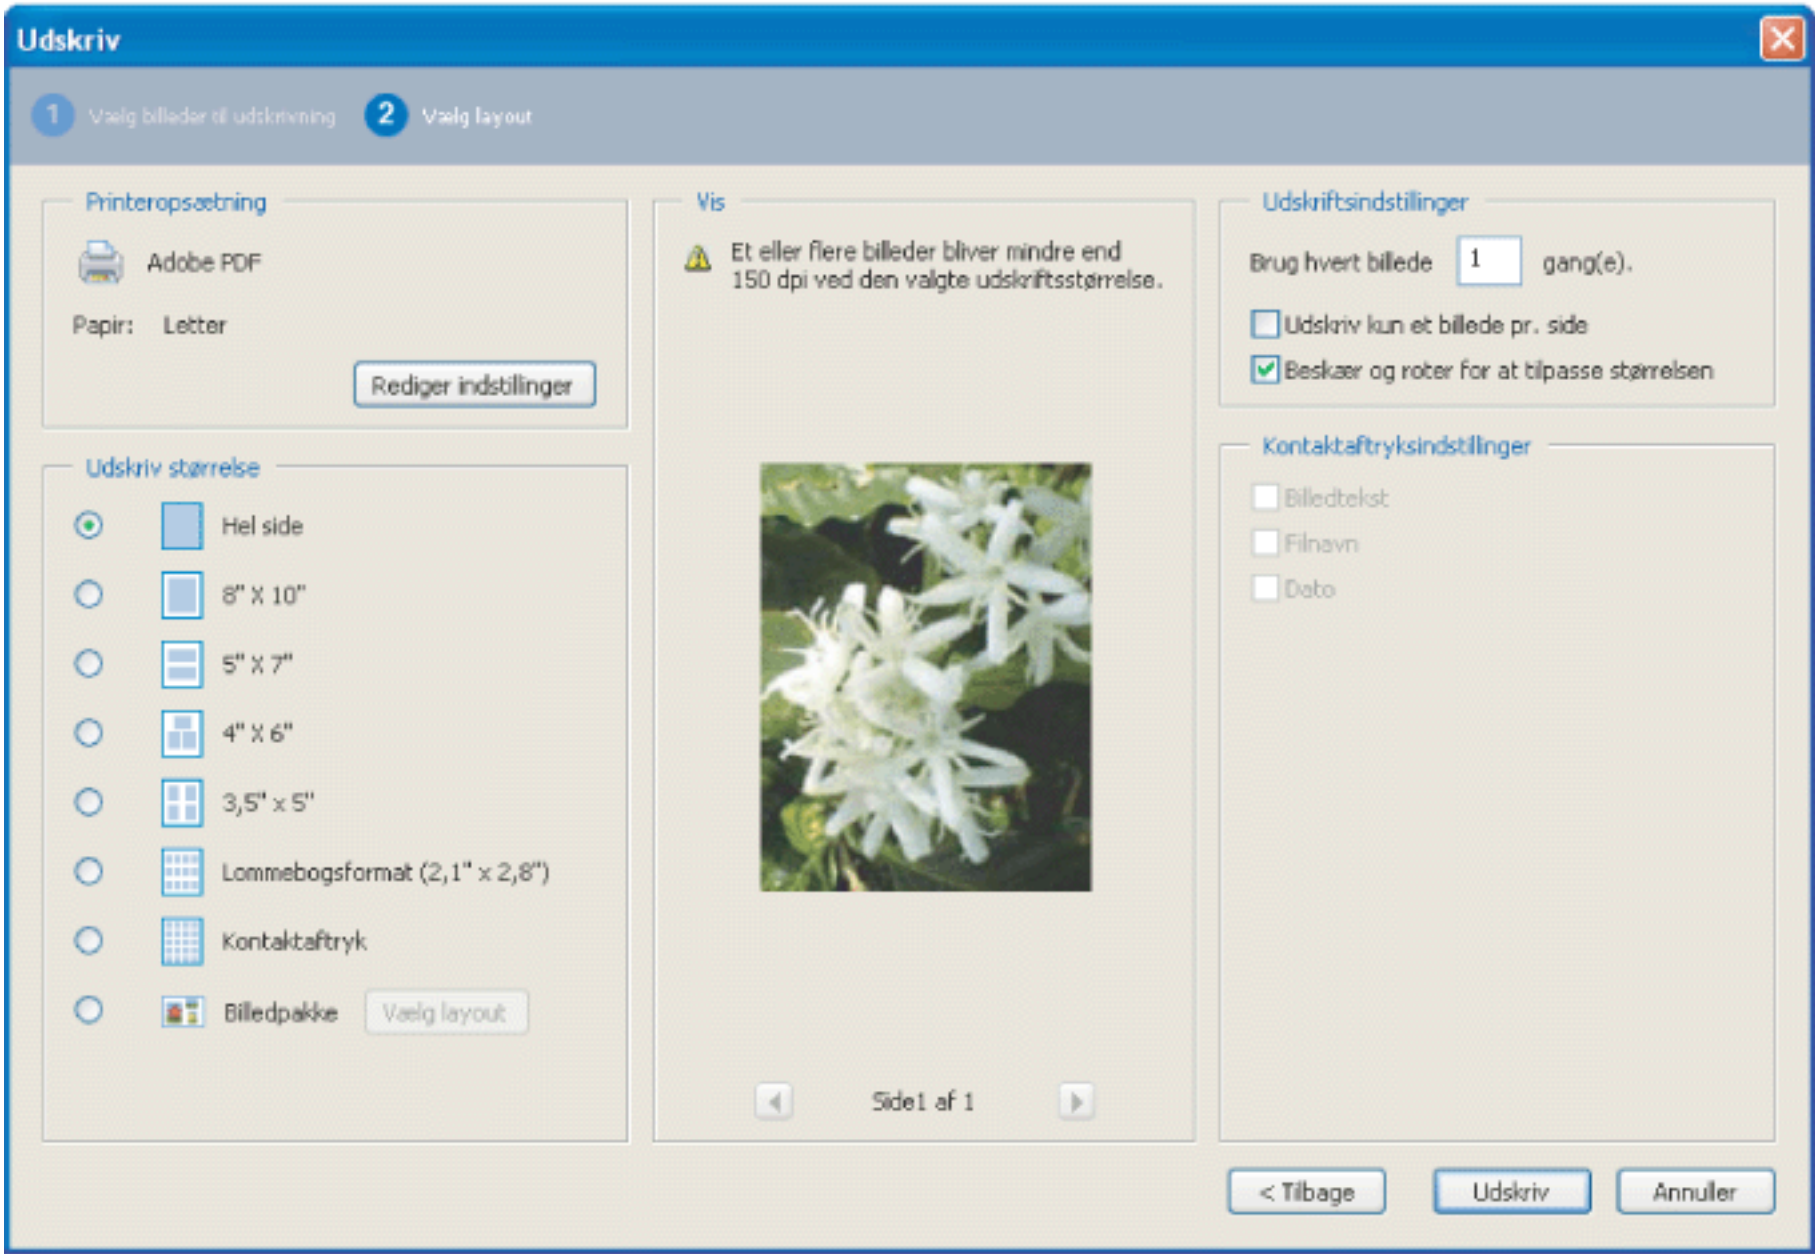 Udskriv
1 Vælg billeder til udskrivning 2 Vælg layout
Printeropsætning
Adobe PDF
Papir: Letter
Rediger indstillinger
Udskriv størrelse
Hel side
8" X 10"
5" X 7"
4" X 6"
3,5" x 5"
Lommebogsformat (2,1" x 2,8")
Kontaktaftryk
Billedpakke Vælg layout
Vis
Et eller flere billeder bliver mindre end
150 dpi ved den valgte udskriftsstørrelse.
Side1 af 1
Udskriftsindstillinger
Brug hvert billede 1 gang(e).
Udskriv kun et billede pr. side
Beskær og roter for at tilpasse størrelsen
Kontaktaftryksindstillinger
Billedtekst
Filnavn
Dato
< Tilbage Udskriv Annuller